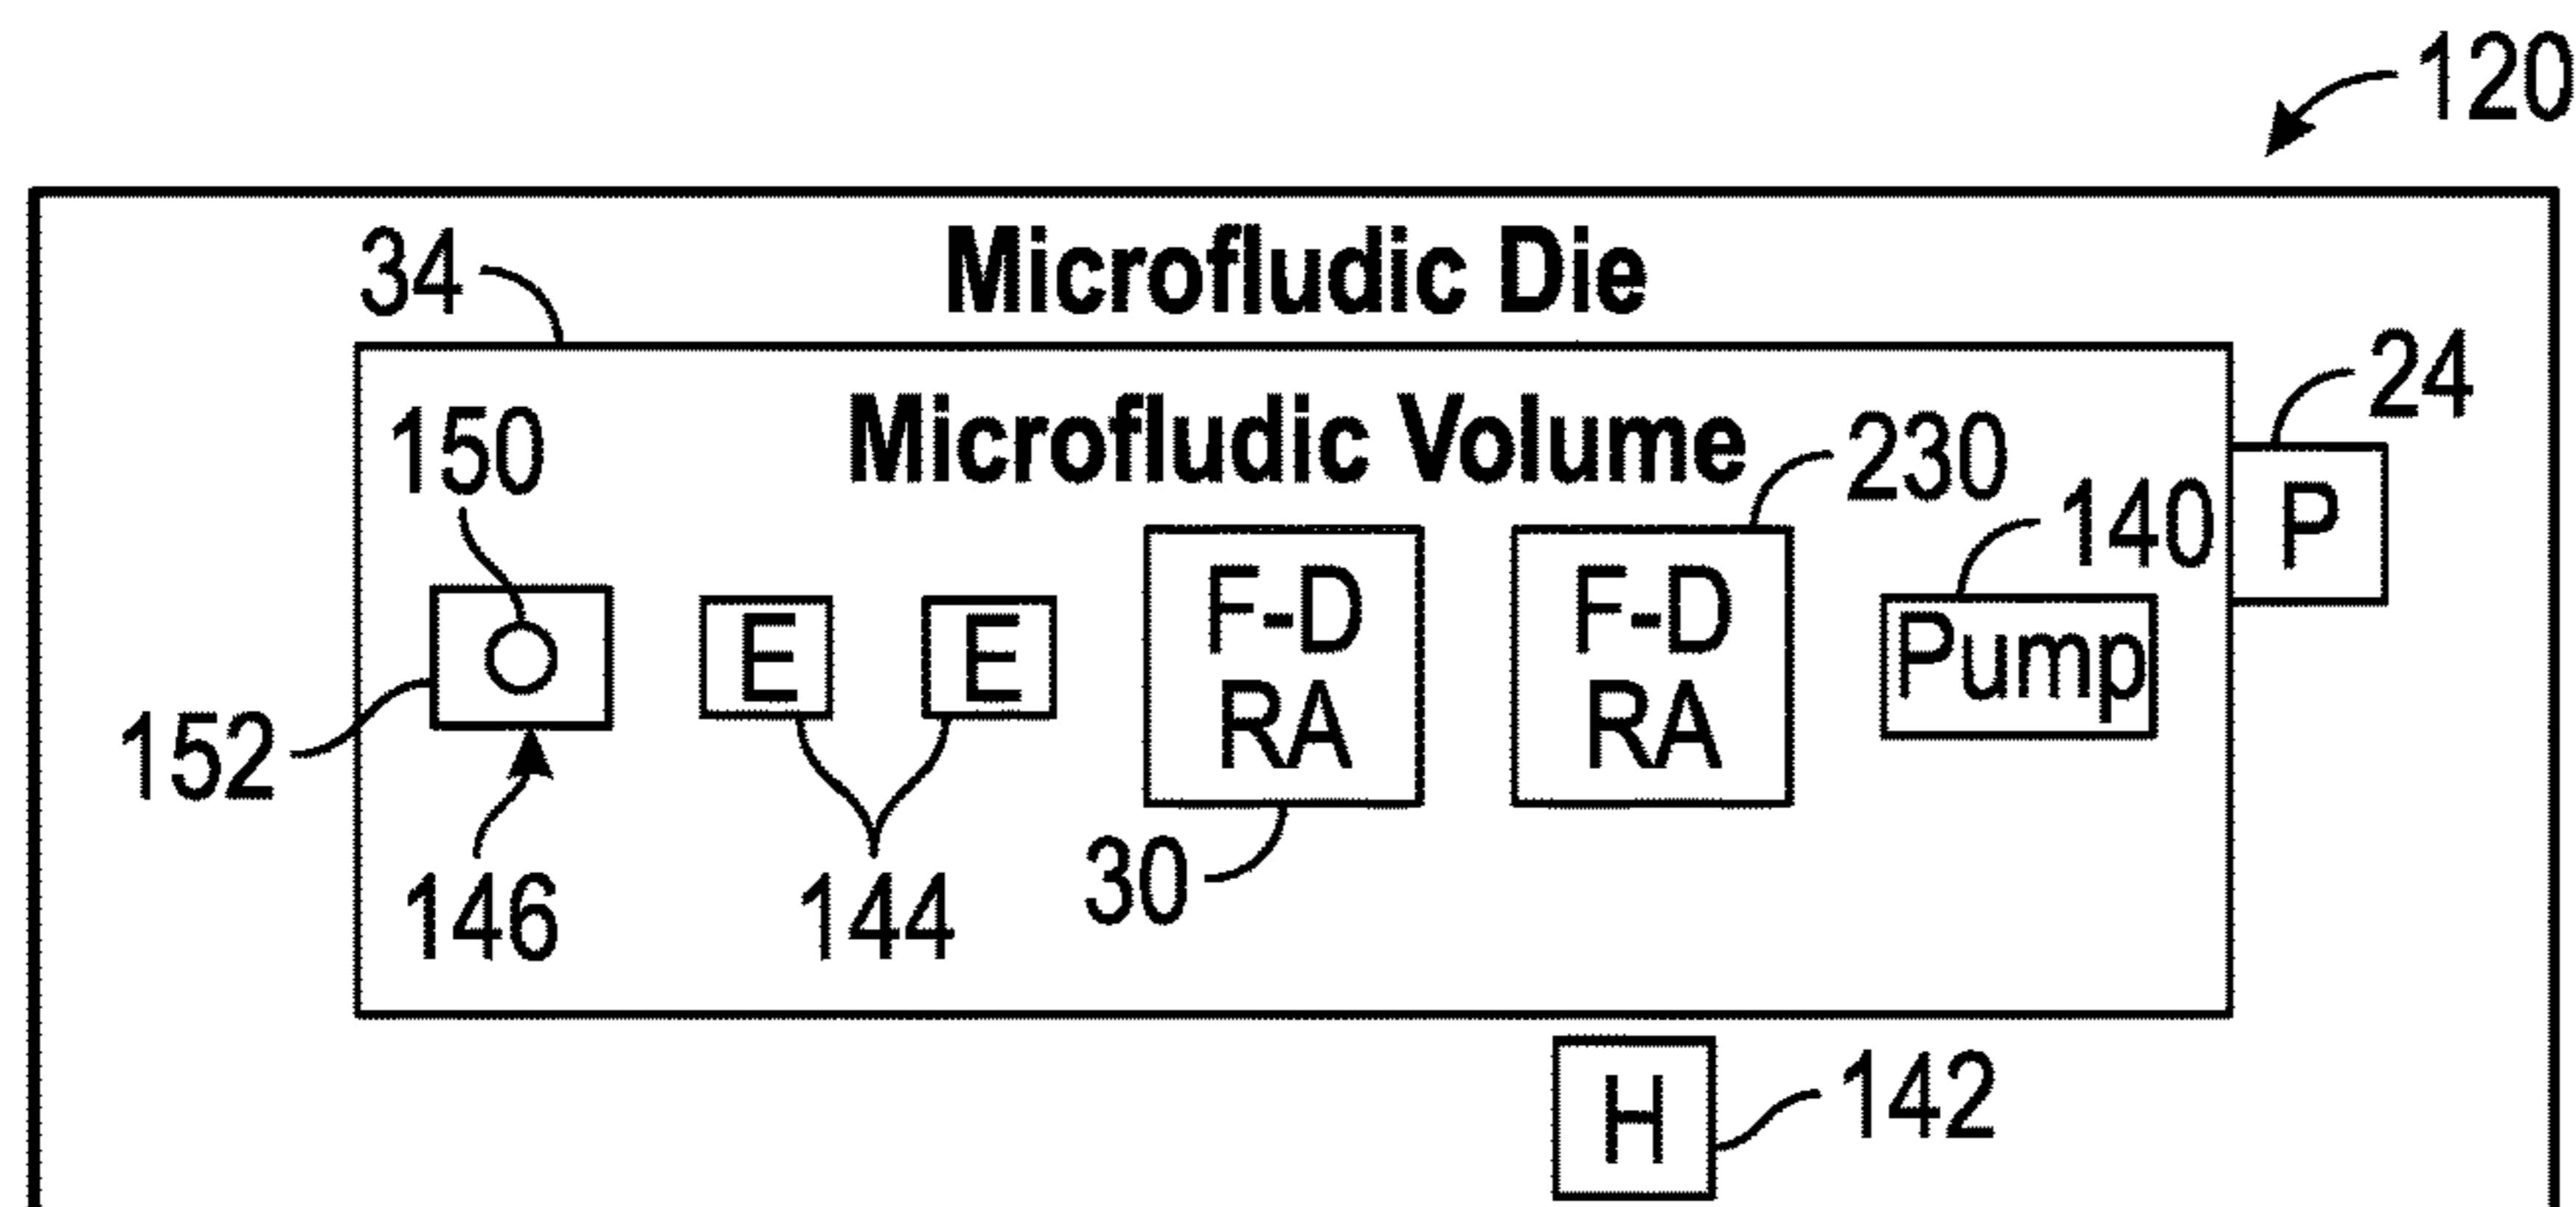 120
Microfludic Die
34
24
Microfludic Volume
150
230
P
140
F-D
RA
F-D
RA
E
E
Pump
152
30
146
144
H
142